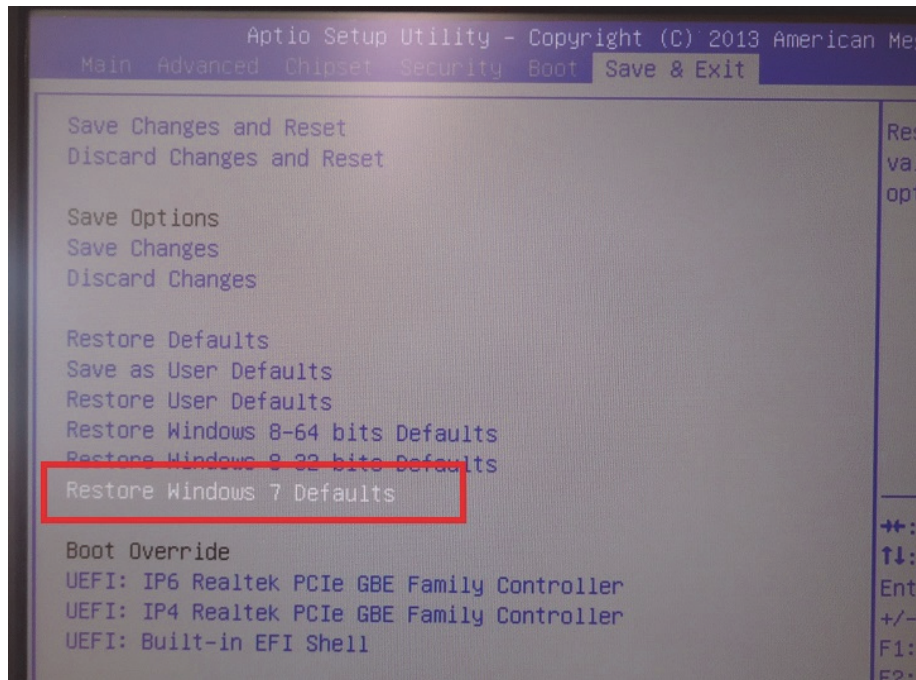 Aptio Setup Utility – Copyright (C) 2013 American Me
Main Advanced Chipset Security Boot Save & Exit
Save Changes and Reset
Discard Changes and Reset
Save Options
Save Changes
Discard Changes
Restore Defaults
Save as User Defaults
Restore User Defaults
Restore Windows 8-64 bits Defaults
Restore Windows 8-32 bits Defaults
Restore Windows 7 Defaults
Boot Override
UEFI: IP6 Realtek PCIe GBE Family Controller
UEFI: IP4 Realtek PCIe GBE Family Controller
UEFI: Built-in EFI Shell
Res
va
op
→←:
↑↓:
Ent
+/-
F1:
F2: